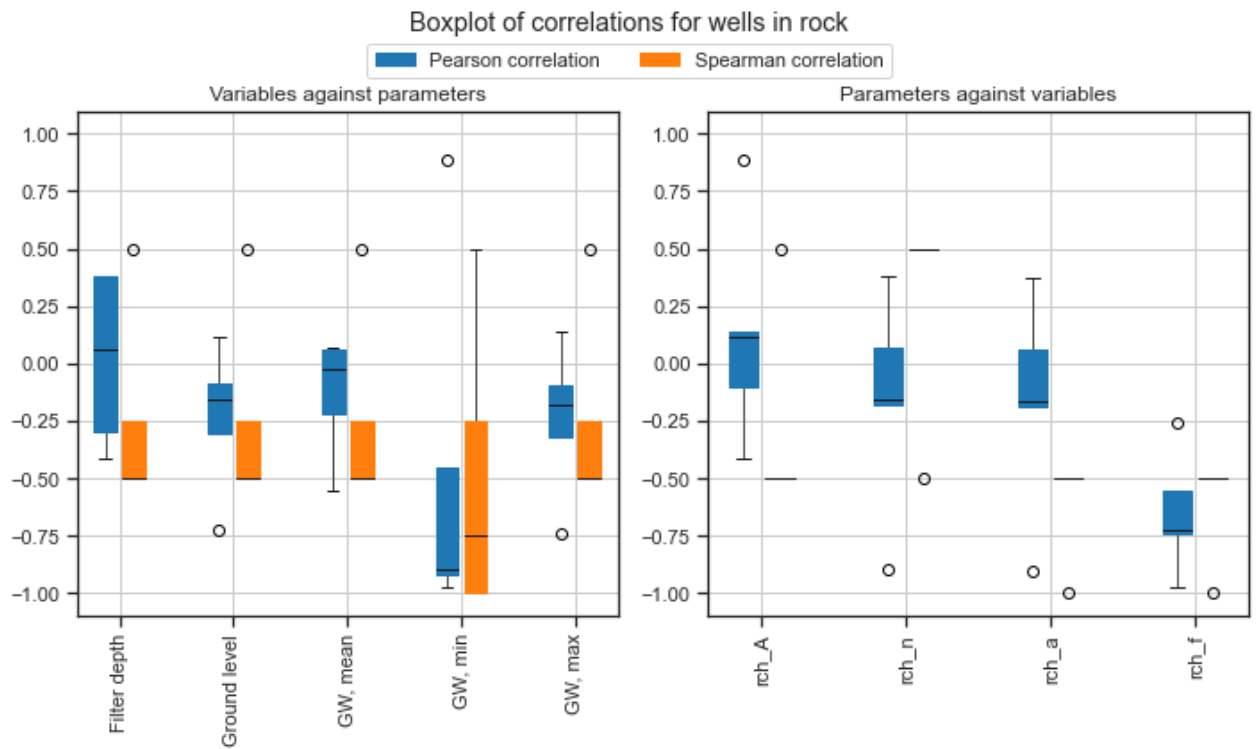 Boxplot of correlations for wells in rock
Pearson correlation Spearman correlation
Variables against parameters
1.00
0.75
0.50
0.25
0.00
−0.25
−0.50
−0.75
−1.00
Filter depth
Ground level
GW, mean
GW, min
GW, max
Parameters against variables
1.00
0.75
0.50
0.25
0.00
−0.25
−0.50
−0.75
−1.00
rch_A
rch_n
rch_a
rch_f